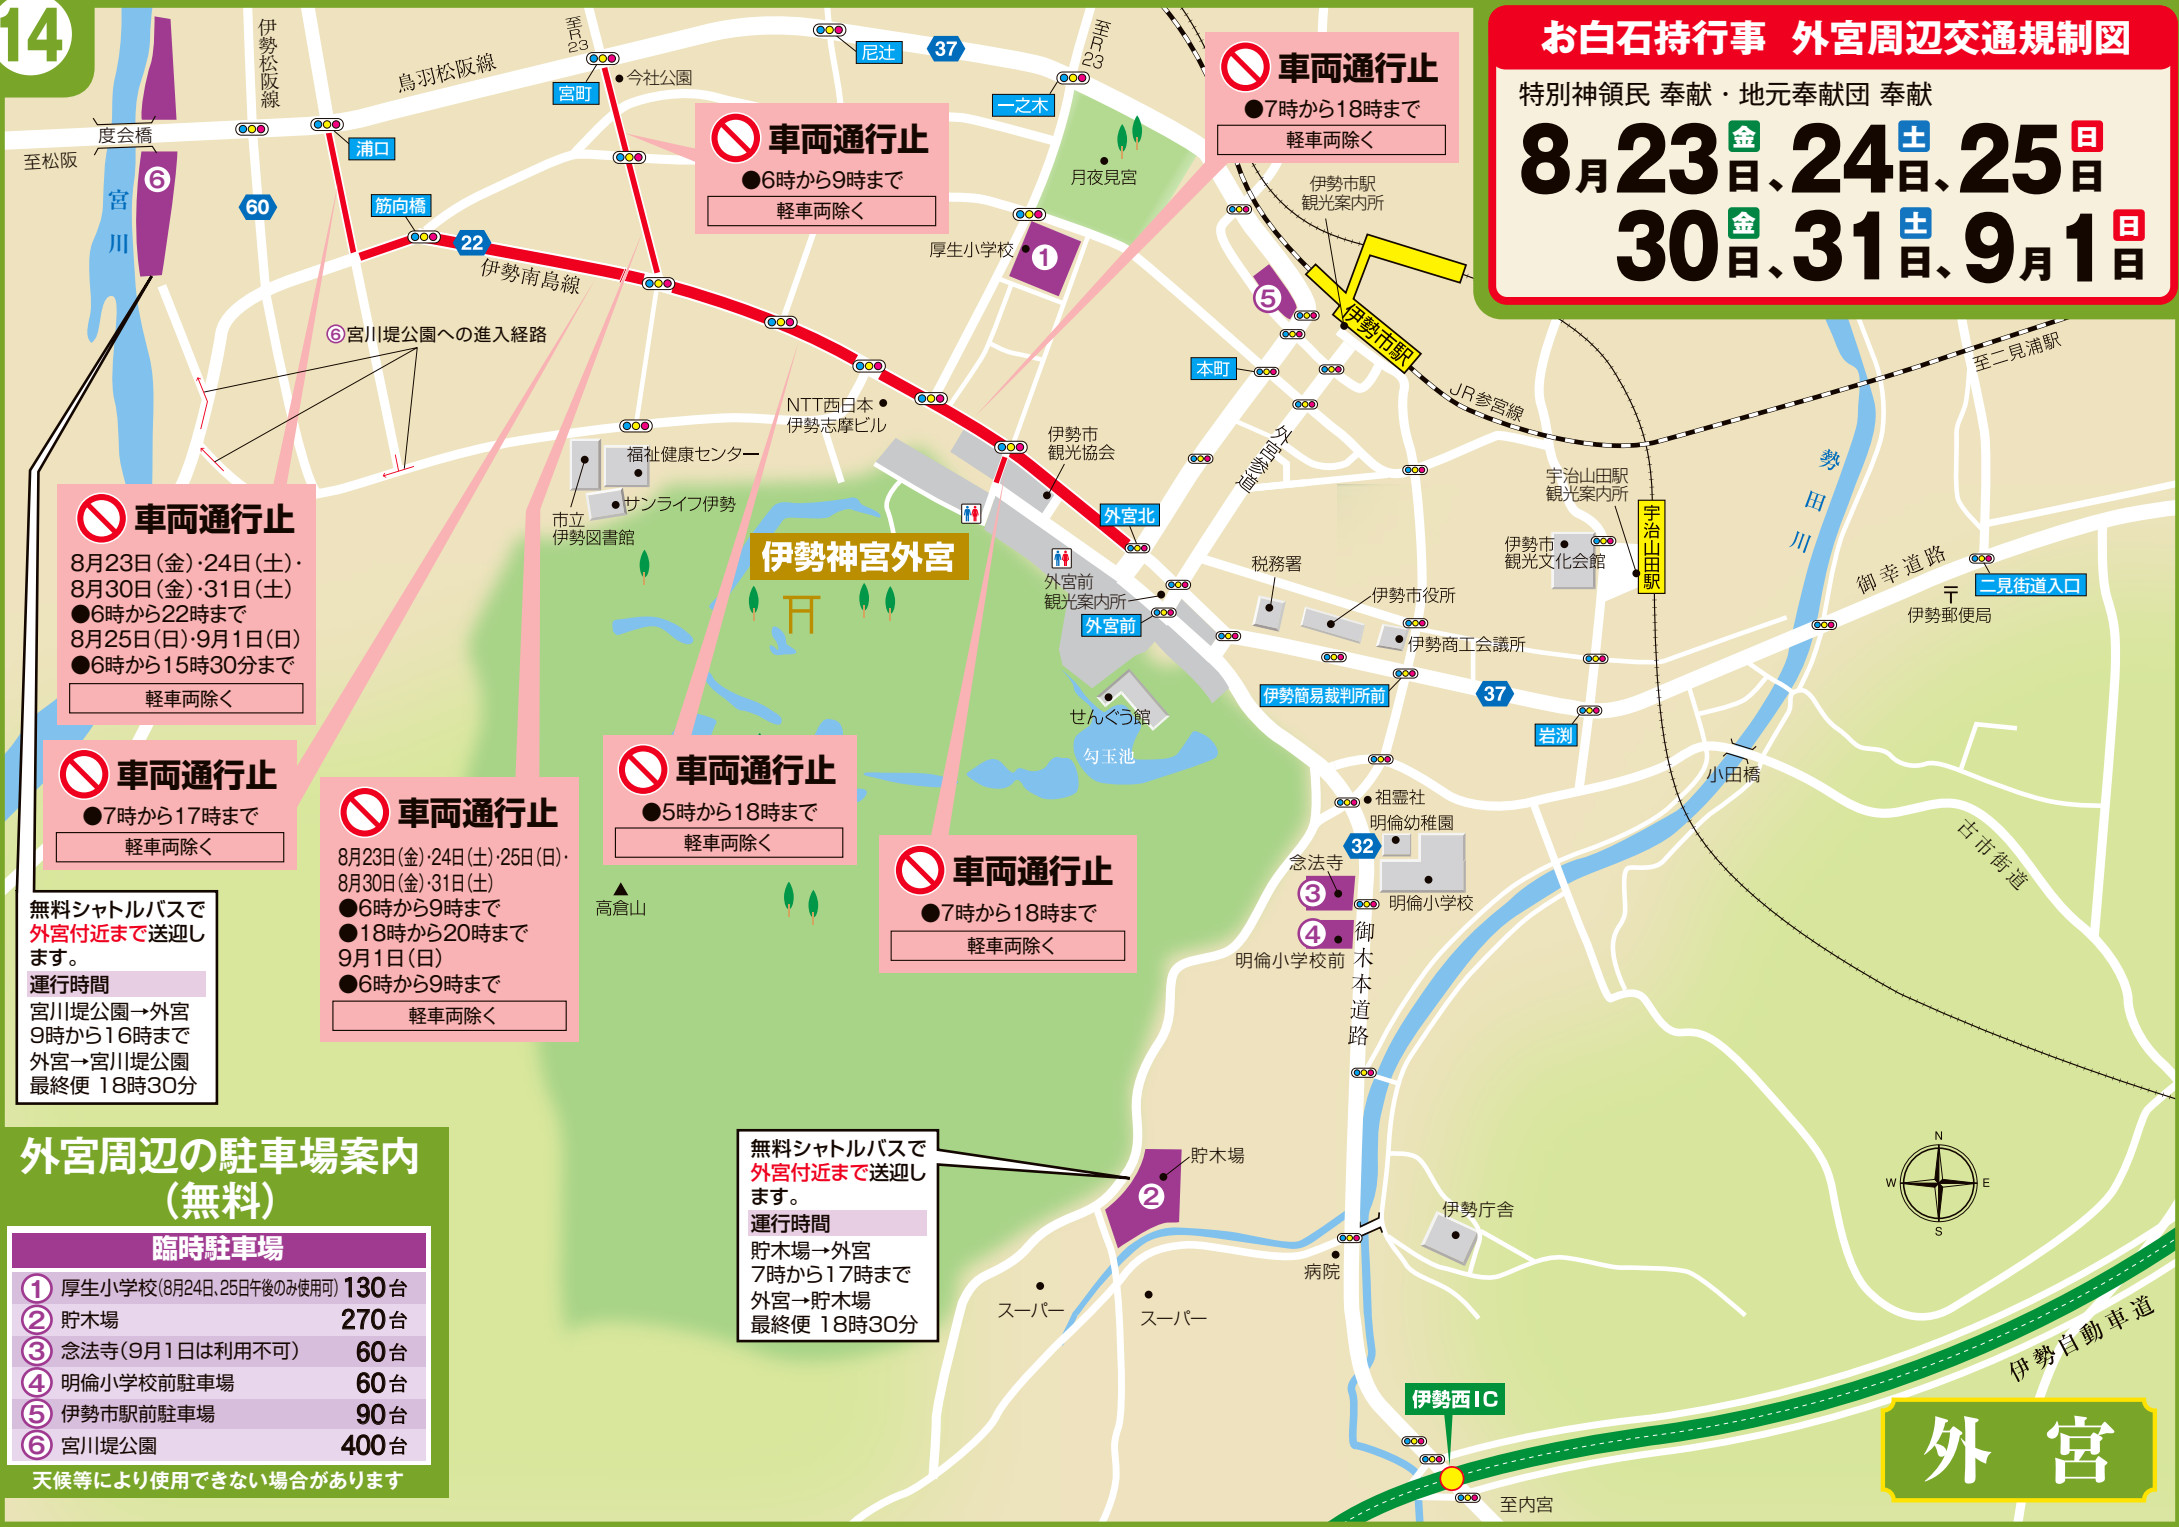 14
お白石持行事 外宮周辺交通規制図
特別神領民 奉献・地元奉献団 奉献
8月23日金、24日土、25日日
30日金、31日土、9月1日日
伊勢松阪線
鳥羽松阪線
至R23
今社公園
宮町
尼辻
37
一之木
至R23
度会橋
至松阪
浦口
宮川
⑥
60
筋向橋
22
伊勢南島線
⑥宮川堤公園への進入経路
車両通行止
●6時から9時まで
軽車両除く
車両通行止
●7時から18時まで
軽車両除く
月夜見宮
伊勢市駅
観光案内所
厚生小学校
①
⑤
伊勢市駅
本町
JR参宮線
至二見浦駅
外宮参道
NTT西日本
伊勢志摩ビル
伊勢市
観光協会
福祉健康センター
サンライフ伊勢
市立
伊勢図書館
伊勢神宮外宮
外宮北
外宮前
観光案内所
外宮前
税務署
伊勢市役所
伊勢商工会議所
伊勢簡易裁判所前
37
岩渕
宇治山田駅
観光案内所
宇治山田駅
伊勢市
観光文化会館
勢田川
御幸道路
二見街道入口
〒
伊勢郵便局
小田橋
古市街道
せんぐう館
勾玉池
祖霊社
明倫幼稚園
32
念法寺
③
明倫小学校
④
明倫小学校前
御木本道路
高倉山
車両通行止
8月23日(金)・24日(土)・
8月30日(金)・31日(土)
●6時から22時まで
8月25日(日)・9月1日(日)
●6時から15時30分まで
軽車両除く
車両通行止
●7時から17時まで
軽車両除く
車両通行止
8月23日(金)・24日(土)・25日(日)・
8月30日(金)・31日(土)
●6時から9時まで
●18時から20時まで
9月1日(日)
●6時から9時まで
軽車両除く
車両通行止
●5時から18時まで
軽車両除く
車両通行止
●7時から18時まで
軽車両除く
無料シャトルバスで
外宮付近まで送迎し
ます。
運行時間
宮川堤公園→外宮
9時から16時まで
外宮→宮川堤公園
最終便 18時30分
無料シャトルバスで
外宮付近まで送迎し
ます。
運行時間
貯木場→外宮
7時から17時まで
外宮→貯木場
最終便 18時30分
貯木場
②
スーパー
スーパー
病院
伊勢庁舎
N
W
E
S
伊勢自動車道
伊勢西IC
至内宮
外宮
外宮周辺の駐車場案内
(無料)
臨時駐車場
① 厚生小学校(8月24日、25日午後のみ使用可) 130台
② 貯木場 270台
③ 念法寺(9月1日は利用不可) 60台
④ 明倫小学校前駐車場 60台
⑤ 伊勢市駅前駐車場 90台
⑥ 宮川堤公園 400台
天候等により使用できない場合があります